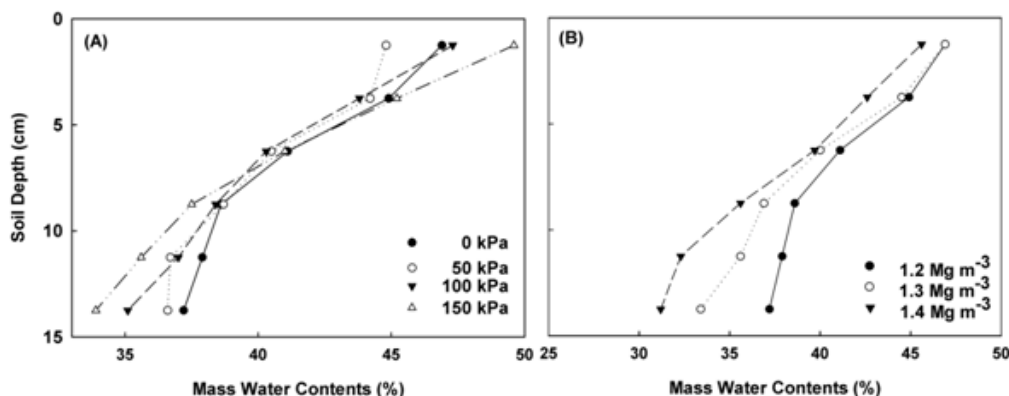 0
5
10
15
Soil Depth (cm)
(A)
0 kPa
50 kPa
100 kPa
150 kPa
35 40 45 50
Mass Water Contents (%)
(B)
1.2 Mg m⁻³
1.3 Mg m⁻³
1.4 Mg m⁻³
25 30 35 40 45 50
Mass Water Contents (%)